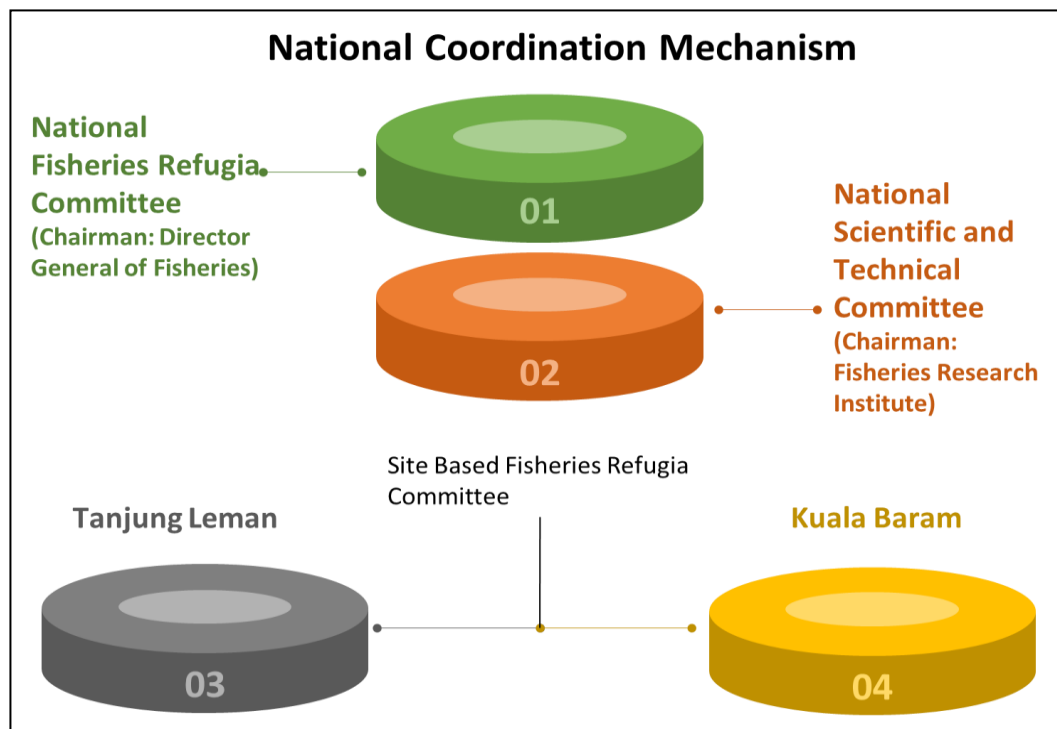 National Coordination Mechanism
National
Fisheries Refugia
Committee
(Chairman: Director
General of Fisheries)
01
National
Scientific and
Technical
Committee
(Chairman:
Fisheries Research
Institute)
02
Site Based Fisheries Refugia
Committee
Tanjung Leman
Kuala Baram
03
04